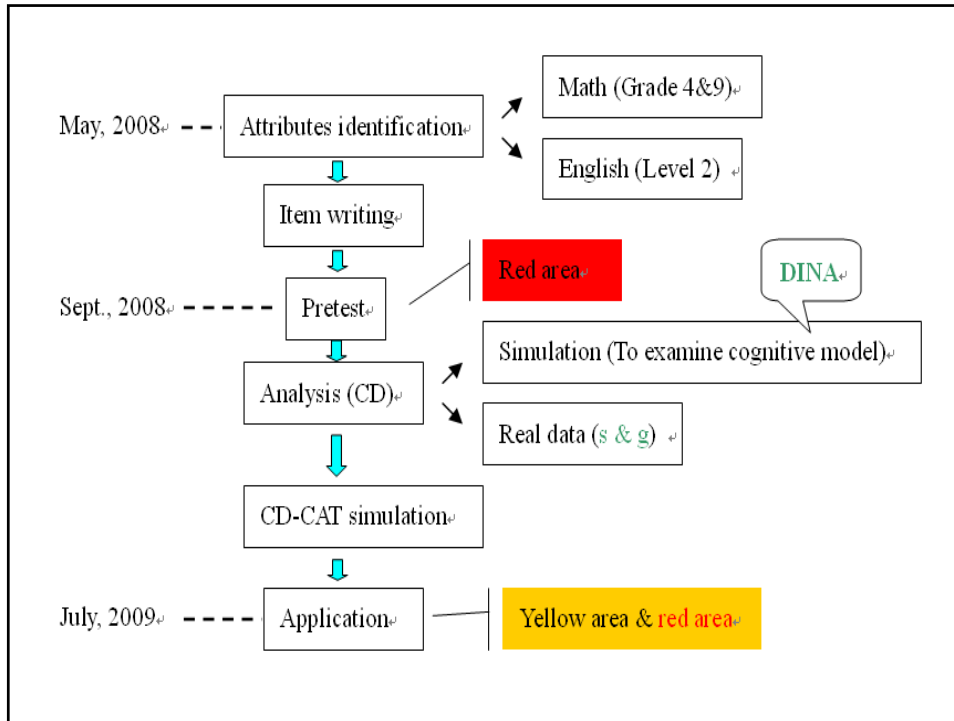 Math (Grade 4&9)
May, 2008
Attributes identification
English (Level 2)
Item writing
Red area
DINA
Sept., 2008
Pretest
Simulation (To examine cognitive model)
Analysis (CD)
Real data (s & g)
CD-CAT simulation
July, 2009
Application
Yellow area & red area